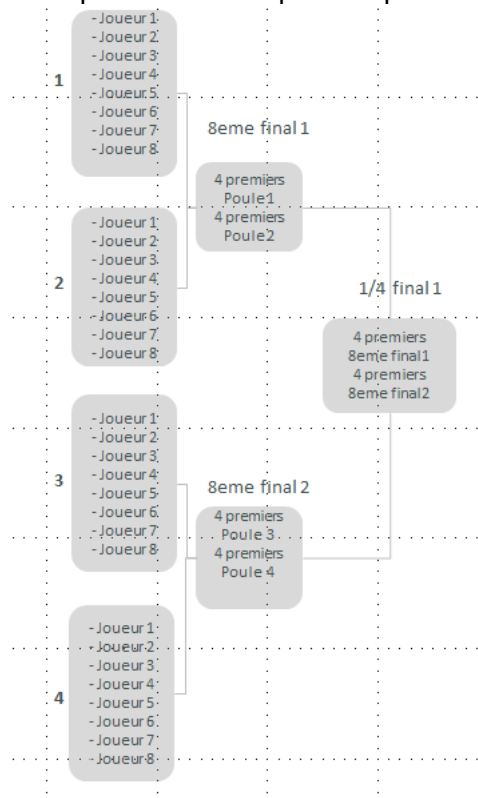 1
- Joueur 1
- Joueur 2
- Joueur 3
- Joueur 4
- Joueur 5
- Joueur 6
- Joueur 7
- Joueur 8
8eme final 1
4 premiers
Poule 1
4 premiers
Poule 2
2
- Joueur 1
- Joueur 2
- Joueur 3
- Joueur 4
- Joueur 5
- Joueur 6
- Joueur 7
- Joueur 8
1/4 final 1
4 premiers
8eme final1
4 premiers
8eme final2
3
- Joueur 1
- Joueur 2
- Joueur 3
- Joueur 4
- Joueur 5
- Joueur 6
- Joueur 7
- Joueur 8
8eme final 2
4 premiers
Poule 3
4 premiers
Poule 4
4
- Joueur 1
- Joueur 2
- Joueur 3
- Joueur 4
- Joueur 5
- Joueur 6
- Joueur 7
- Joueur 8